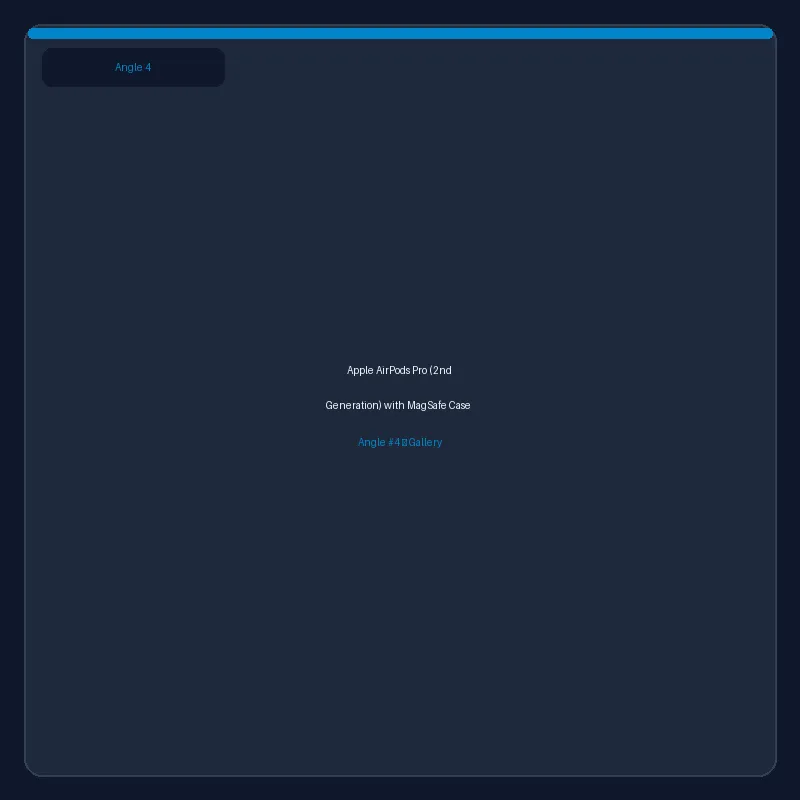 Angle 4
Apple AirPods Pro (2nd
Generation) with MagSafe Case
Angle #4 Gallery